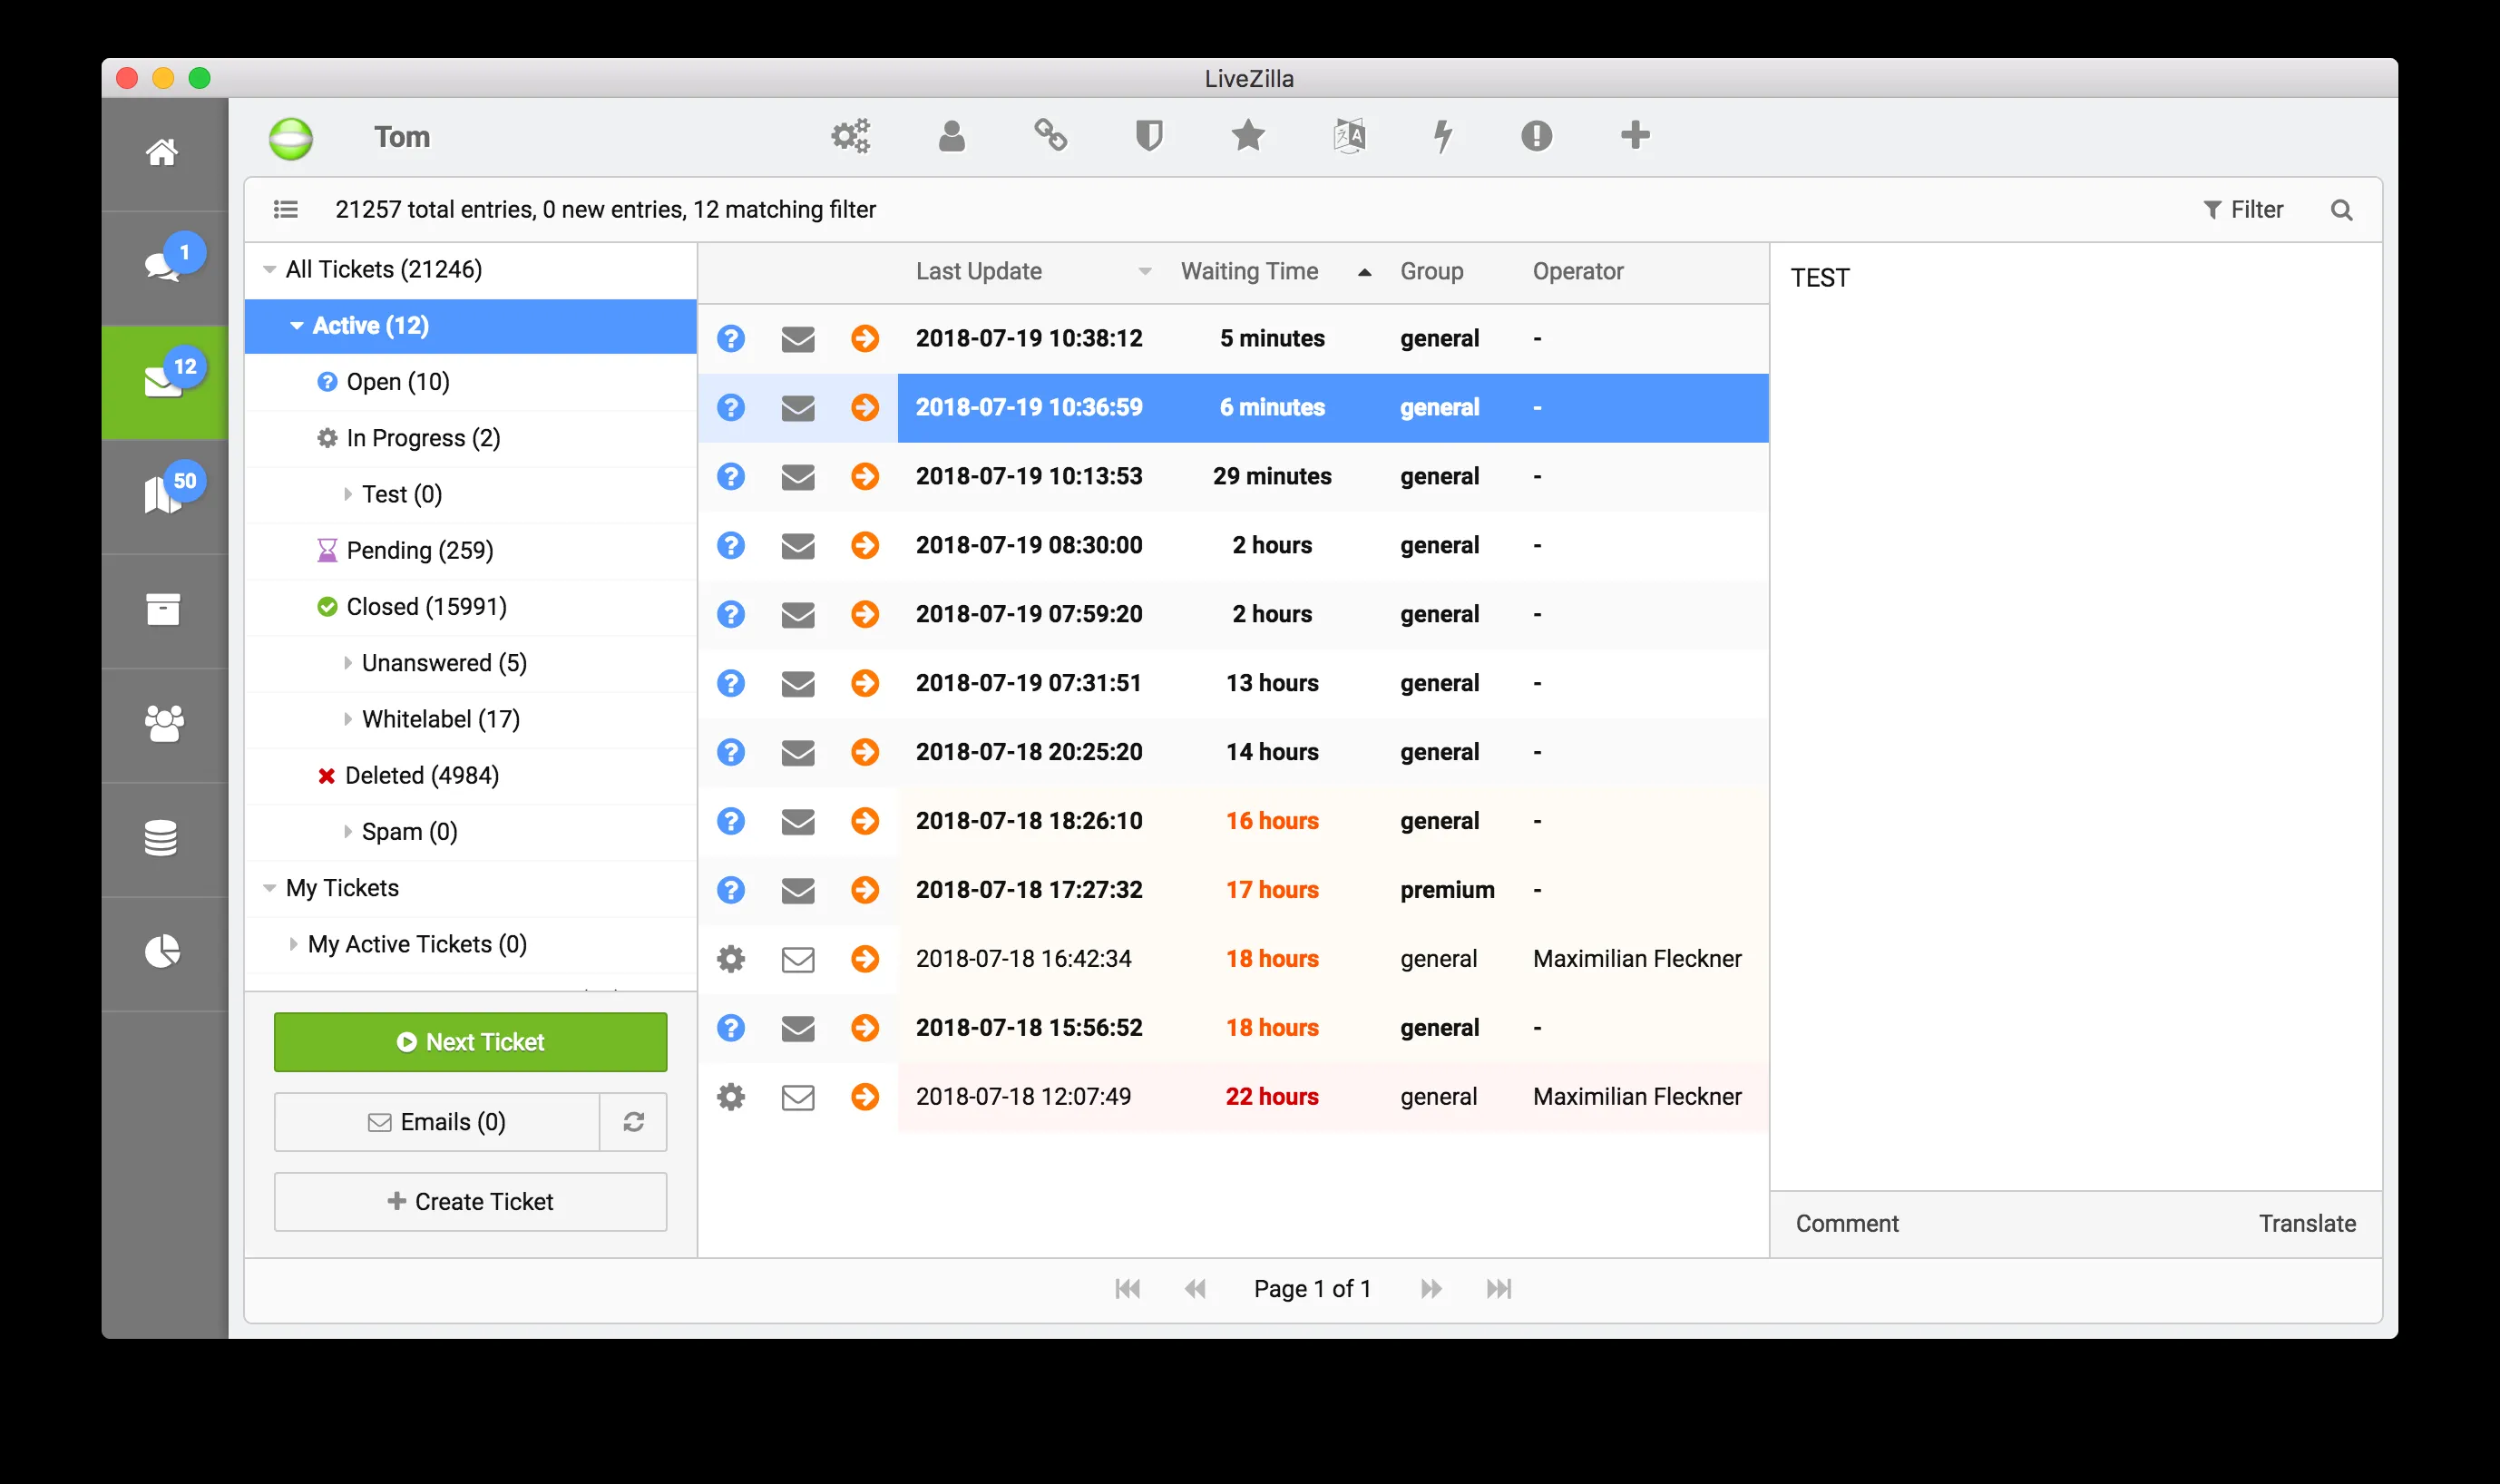 LiveZilla
Tom
21257 total entries, 0 new entries, 12 matching filter
Filter
1
12
50
All Tickets (21246)
Active (12)
Open (10)
In Progress (2)
Test (0)
Pending (259)
Closed (15991)
Unanswered (5)
Whitelabel (17)
Deleted (4984)
Spam (0)
My Tickets
My Active Tickets (0)
Next Ticket
Emails (0)
Create Ticket
Last Update Waiting Time Group Operator
2018-07-19 10:38:12 5 minutes general -
2018-07-19 10:36:59 6 minutes general -
2018-07-19 10:13:53 29 minutes general -
2018-07-19 08:30:00 2 hours general -
2018-07-19 07:59:20 2 hours general -
2018-07-19 07:31:51 13 hours general -
2018-07-18 20:25:20 14 hours general -
2018-07-18 18:26:10 16 hours general -
2018-07-18 17:27:32 17 hours premium -
2018-07-18 16:42:34 18 hours general Maximilian Fleckner
2018-07-18 15:56:52 18 hours general -
2018-07-18 12:07:49 22 hours general Maximilian Fleckner
TEST
Comment Translate
Page 1 of 1